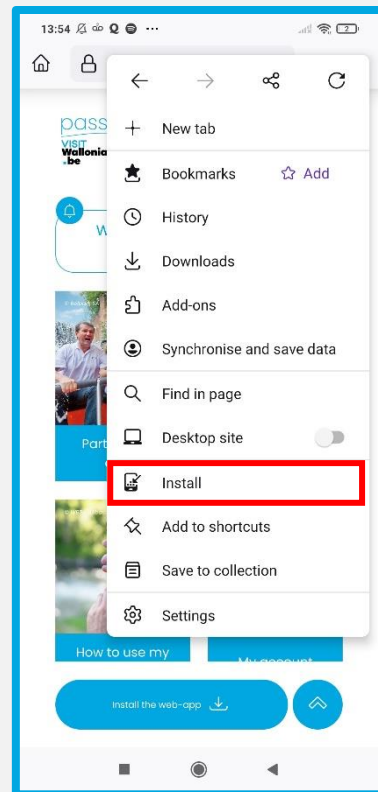 13:54
2
pass
VISIT
Wallonia
.be
W
New tab
Bookmarks Add
History
Downloads
Add-ons
Synchronise and save data
Find in page
Desktop site
Part
Install
Add to shortcuts
Save to collection
Settings
How to use my
My account
Install the web-app